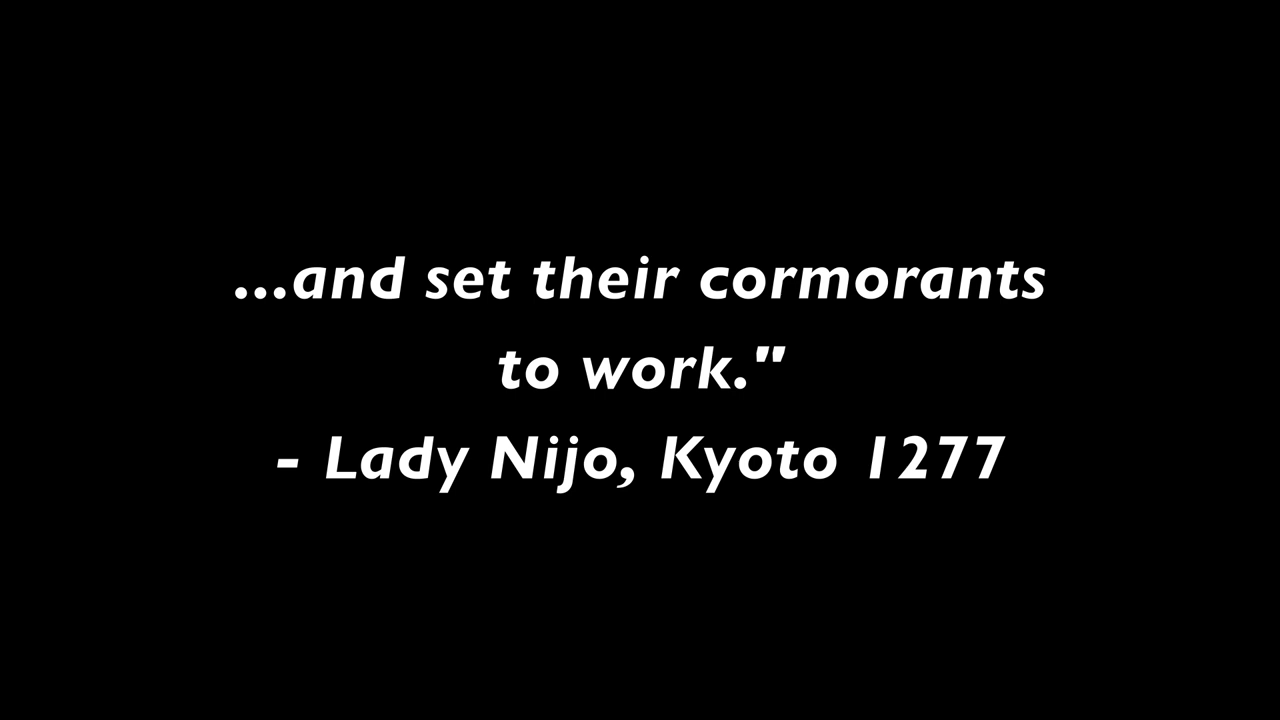 ...and set their cormorants
to work."
- Lady Nijo, Kyoto 1277